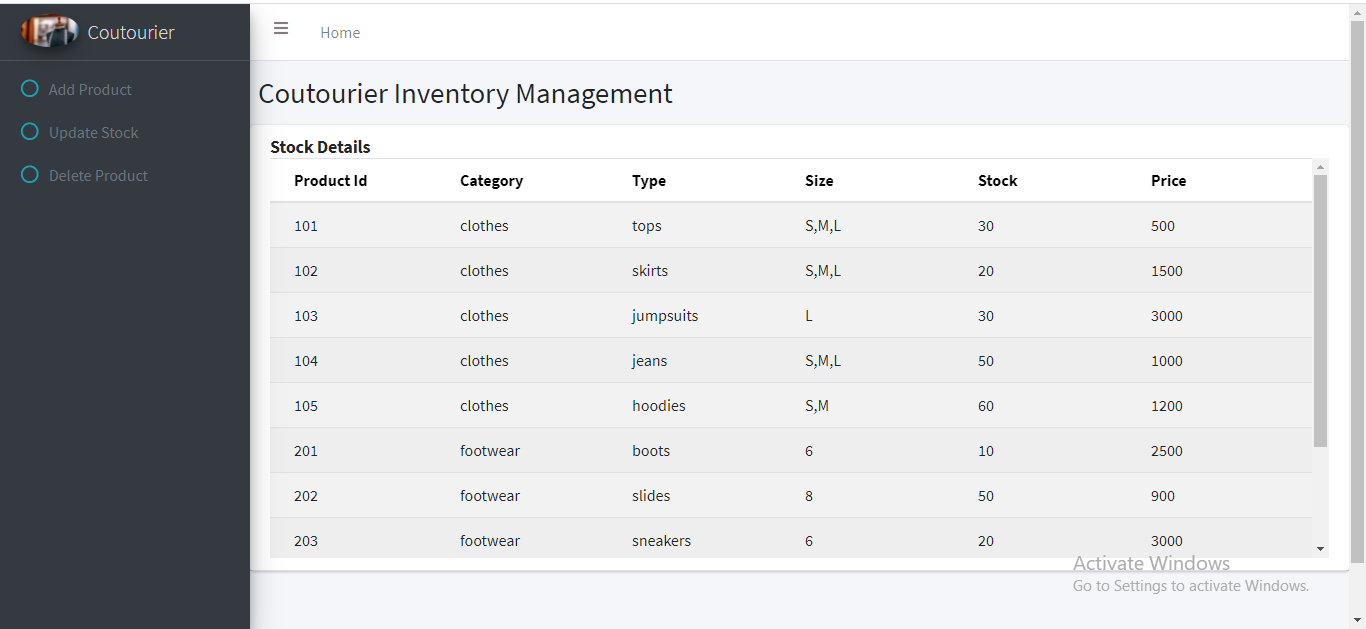 Coutourier
Home
Add Product
Update Stock
Delete Product
Coutourier Inventory Management
Stock Details
Product Id Category Type Size Stock Price
101 clothes tops S,M,L 30 500
102 clothes skirts S,M,L 20 1500
103 clothes jumpsuits L 30 3000
104 clothes jeans S,M,L 50 1000
105 clothes hoodies S,M 60 1200
201 footwear boots 6 10 2500
202 footwear slides 8 50 900
203 footwear sneakers 6 20 3000
Activate Windows
Go to Settings to activate Windows.